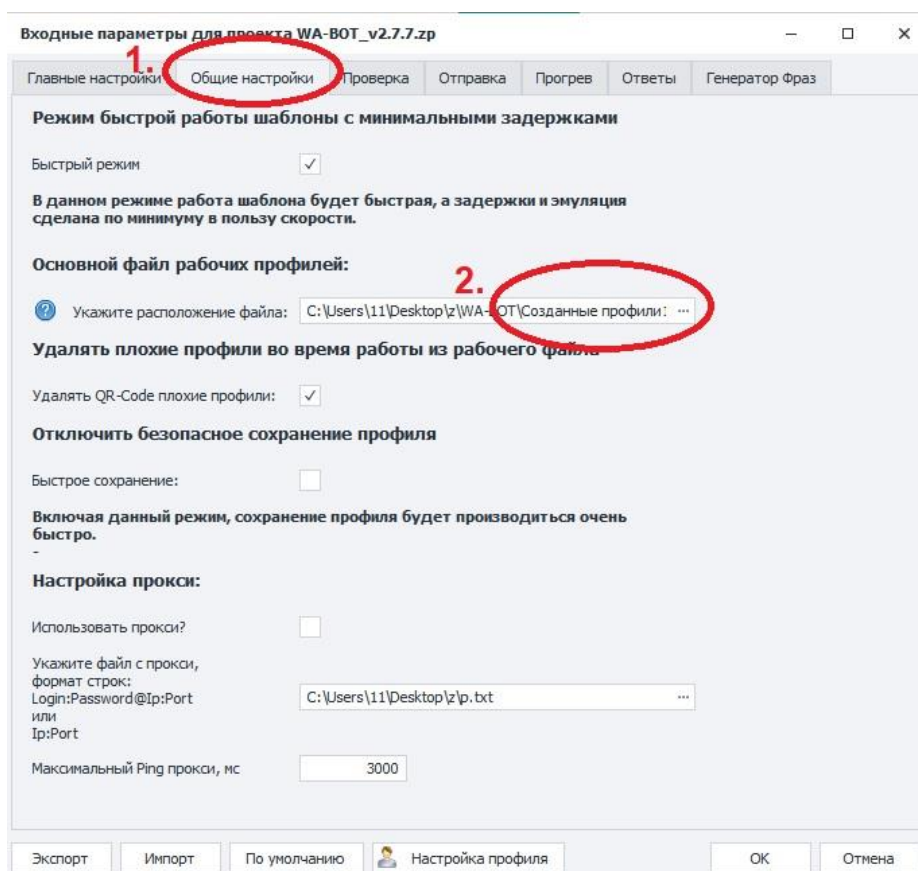 Входные параметры для проекта WA-BOT_v2.7.7.zp
1.
Главные настройки Общие настройки Проверка Отправка Прогрев Ответы Генератор Фраз
Режим быстрой работы шаблоны с минимальными задержками
Быстрый режим
В данном режиме работа шаблона будет быстрая, а задержки и эмуляция
сделана по минимуму в пользу скорости.
Основной файл рабочих профилей:
2.
Укажите расположение файла: C:\Users\11\Desktop\z\WA-BOT\Созданные профили1 ...
Удалять плохие профили во время работы из рабочего файла
Удалять QR-Code плохие профили:
Отключить безопасное сохранение профиля
Быстрое сохранение:
Включая данный режим, сохранение профиля будет производиться очень
быстро.
-
Настройка прокси:
Использовать прокси?
Укажите файл с прокси,
формат строк:
Login:Password@Ip:Port
или
Ip:Port
C:\Users\11\Desktop\z\p.txt ...
Максимальный Ping прокси, мс 3000
Экспорт Импорт По умолчанию Настройка профиля OK Отмена